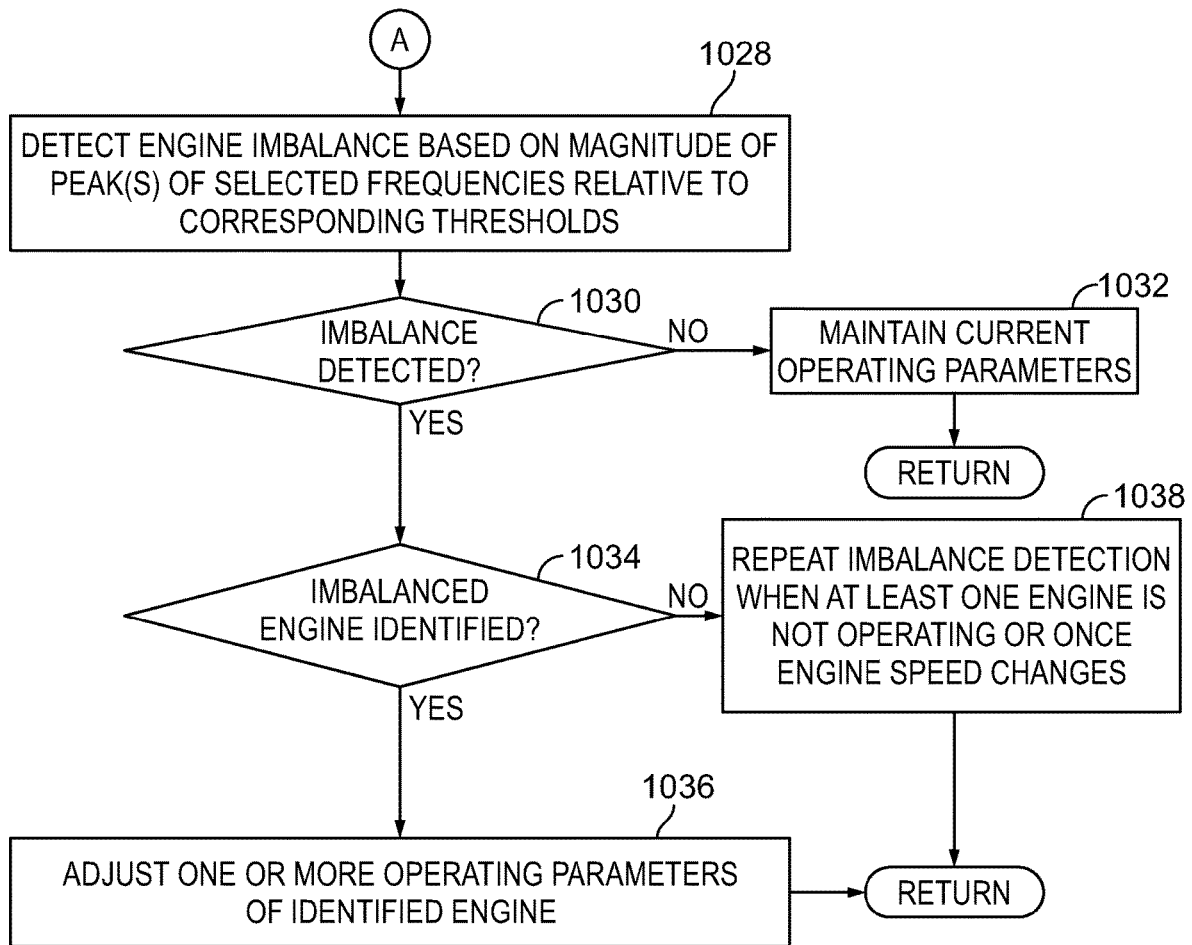 A
1028
DETECT ENGINE IMBALANCE BASED ON MAGNITUDE OF
PEAK(S) OF SELECTED FREQUENCIES RELATIVE TO
CORRESPONDING THRESHOLDS
1030
IMBALANCE
DETECTED?
NO
YES
1032
MAINTAIN CURRENT
OPERATING PARAMETERS
RETURN
1034
IMBALANCED
ENGINE IDENTIFIED?
NO
YES
1038
REPEAT IMBALANCE DETECTION
WHEN AT LEAST ONE ENGINE IS
NOT OPERATING OR ONCE
ENGINE SPEED CHANGES
1036
ADJUST ONE OR MORE OPERATING PARAMETERS
OF IDENTIFIED ENGINE
RETURN